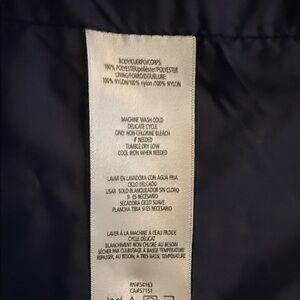 BODY/CUERPO/CORPS:
100% POLYESTER/poliéster/POLYESTER
LINING/FORRO/DOUBLURE:
100% NYLON/100% nylon /100% NYLON
MACHINE WASH COLD
DELICATE CYCLE
ONLY NON-CHLORINE BLEACH
IF NEEDED
TUMBLE DRY LOW
COOL IRON WHEN NEEDED
LAVAR EN LAVADORA CON AGUA FRIA
CICLO DELICADO
USAR SOLO BLANQUEADOR SIN CLORO
SI ES NECESARIO
SECADORA CICLO SUAVE
PLANCHA TIBIA SI ES NECESARIO
LAVER À LA MACHINE À L'EAU FROIDE
CYCLE DÉLICAT
BLANCHIMENT NON CHLORE AU BESOIN
SÉCHER PAR CULBUTAGE À BASSE TEMPÉRATURE
REPASSER, AU BESOIN, À TRÈS BASSE TEMPÉRATURE
RN#54163
CA#57151